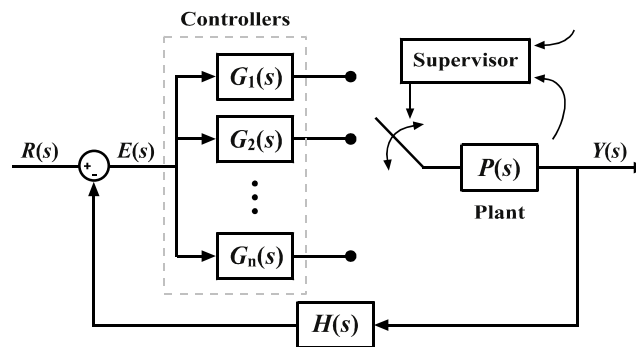 Controllers
G1(s)
Supervisor
R(s)
+
-
E(s)
G2(s)
P(s)
Y(s)
Plant
Gn(s)
H(s)